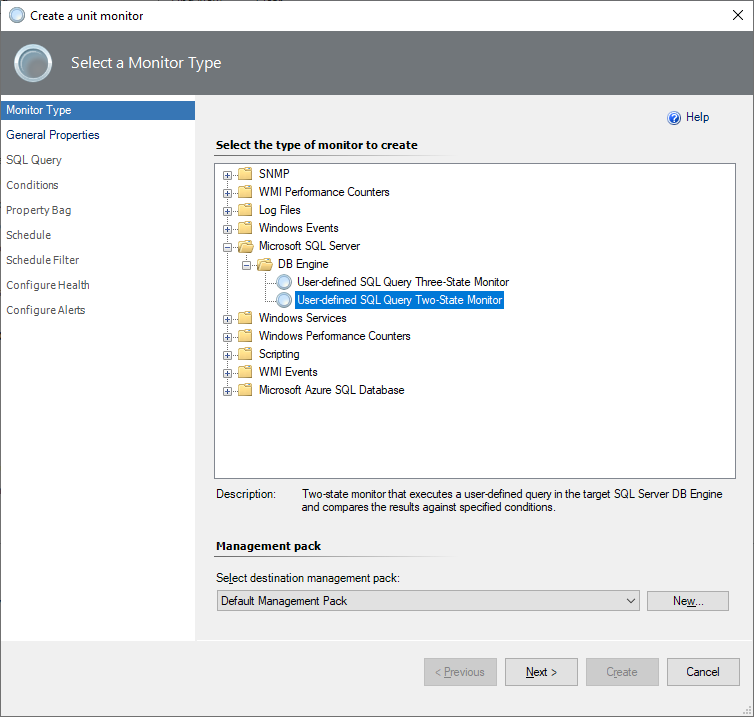 Create a unit monitor
Select a Monitor Type
Monitor Type
General Properties
SQL Query
Conditions
Property Bag
Schedule
Schedule Filter
Configure Health
Configure Alerts
Help
Select the type of monitor to create
SNMP
WMI Performance Counters
Log Files
Windows Events
Microsoft SQL Server
DB Engine
User-defined SQL Query Three-State Monitor
User-defined SQL Query Two-State Monitor
Windows Services
Windows Performance Counters
Scripting
WMI Events
Microsoft Azure SQL Database
Description: Two-state monitor that executes a user-defined query in the target SQL Server DB Engine
and compares the results against specified conditions.
Management pack
Select destination management pack:
Default Management Pack New...
< Previous Next > Create Cancel